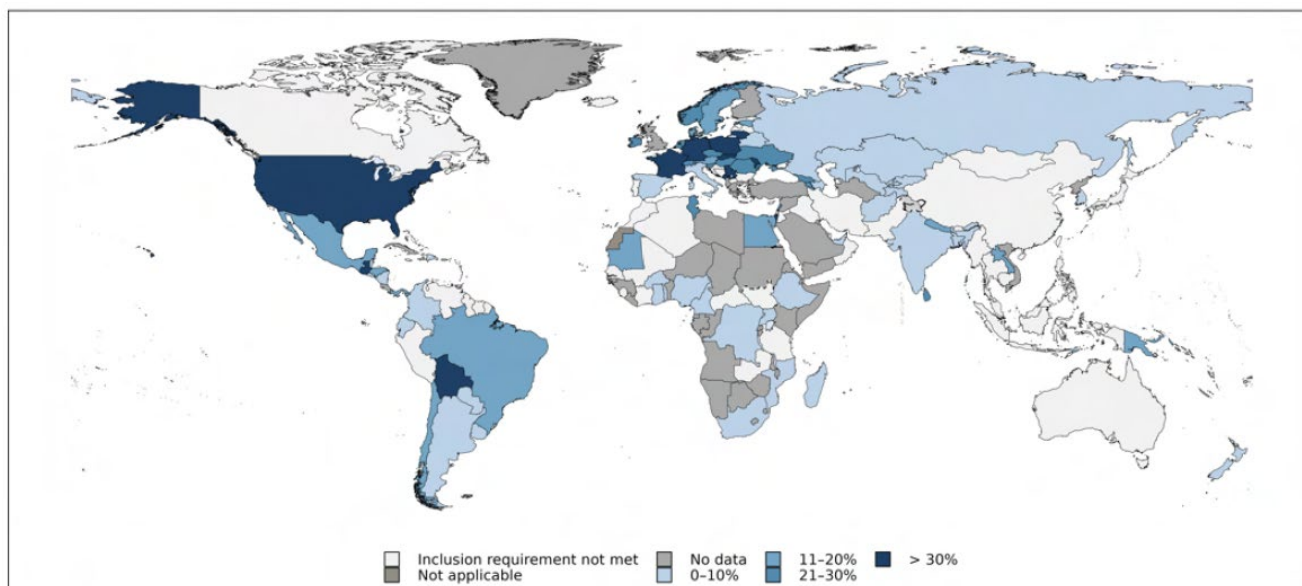 Inclusion requirement not met No data 11–20% > 30%
Not applicable 0–10% 21–30%